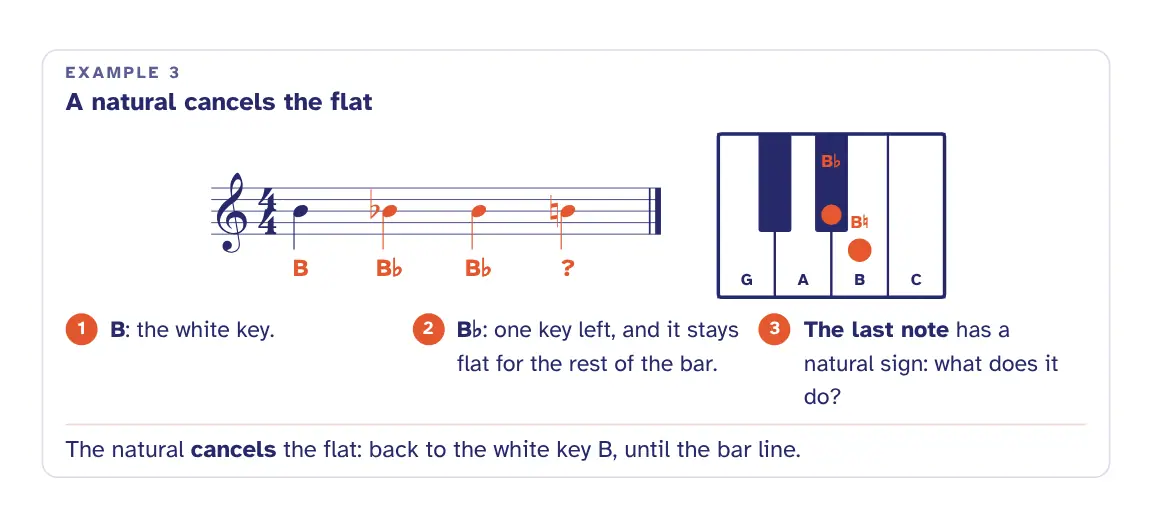 EXAMPLE 3
A natural cancels the flat
4
4
♭ ♮
B B♭ B♭ ?
B♭
B♮
G A B C
1 B: the white key.
2 B♭: one key left, and it stays
flat for the rest of the bar.
3 The last note has a
natural sign: what does it
do?
The natural cancels the flat: back to the white key B, until the bar line.